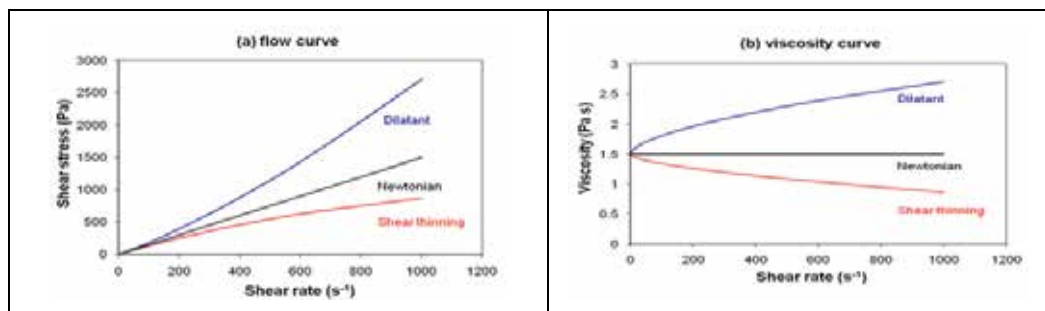 (a) flow curve
3000
2500
2000
1500
1000
500
0
Shear stress (Pa)
Dilatant
Newtonian
Shear thinning
0 200 400 600 800 1000 1200
Shear rate (s⁻¹)
(b) viscosity curve
3
2.5
2
1.5
1
0.5
0
Viscosity (Pa s)
Dilatant
Newtonian
Shear thinning
0 200 400 600 800 1000 1200
Shear rate (s⁻¹)